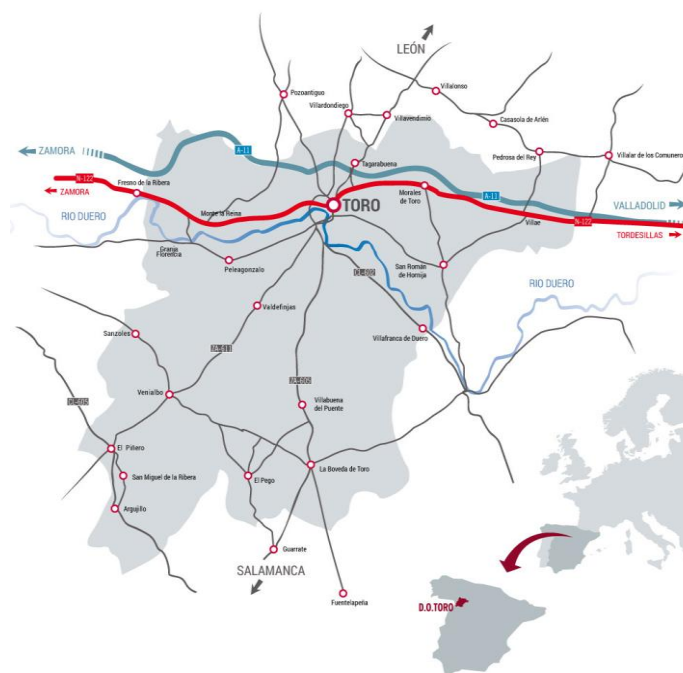 LEÓN
Pozoantiguo
Villalonso
Villardondiego
Villavendimio
Casasola de Arlén
ZAMORA
A-11
Tagarabuena
Pedrosa del Rey
Villalar de los Comunero
N-122
ZAMORA
Fresno de la Ribera
TORO
Morales
de Toro
A-11
VALLADOLID
RIO DUERO
Monte la Reina
Villae
N-122
TORDESILLAS
Granja
Florencia
Peleagonzalo
CL-602
San Román
de Hornija
RIO DUERO
Valdefinjas
Sanzoles
ZA-611
Villafranca de Duero
ZA-605
Venialbo
CL-605
Villabuena
del Puente
El Piñero
San Miguel de la Ribera
El Pego
La Boveda de Toro
Argujillo
Guarrate
SALAMANCA
Fuentelapeña
D.O.TORO